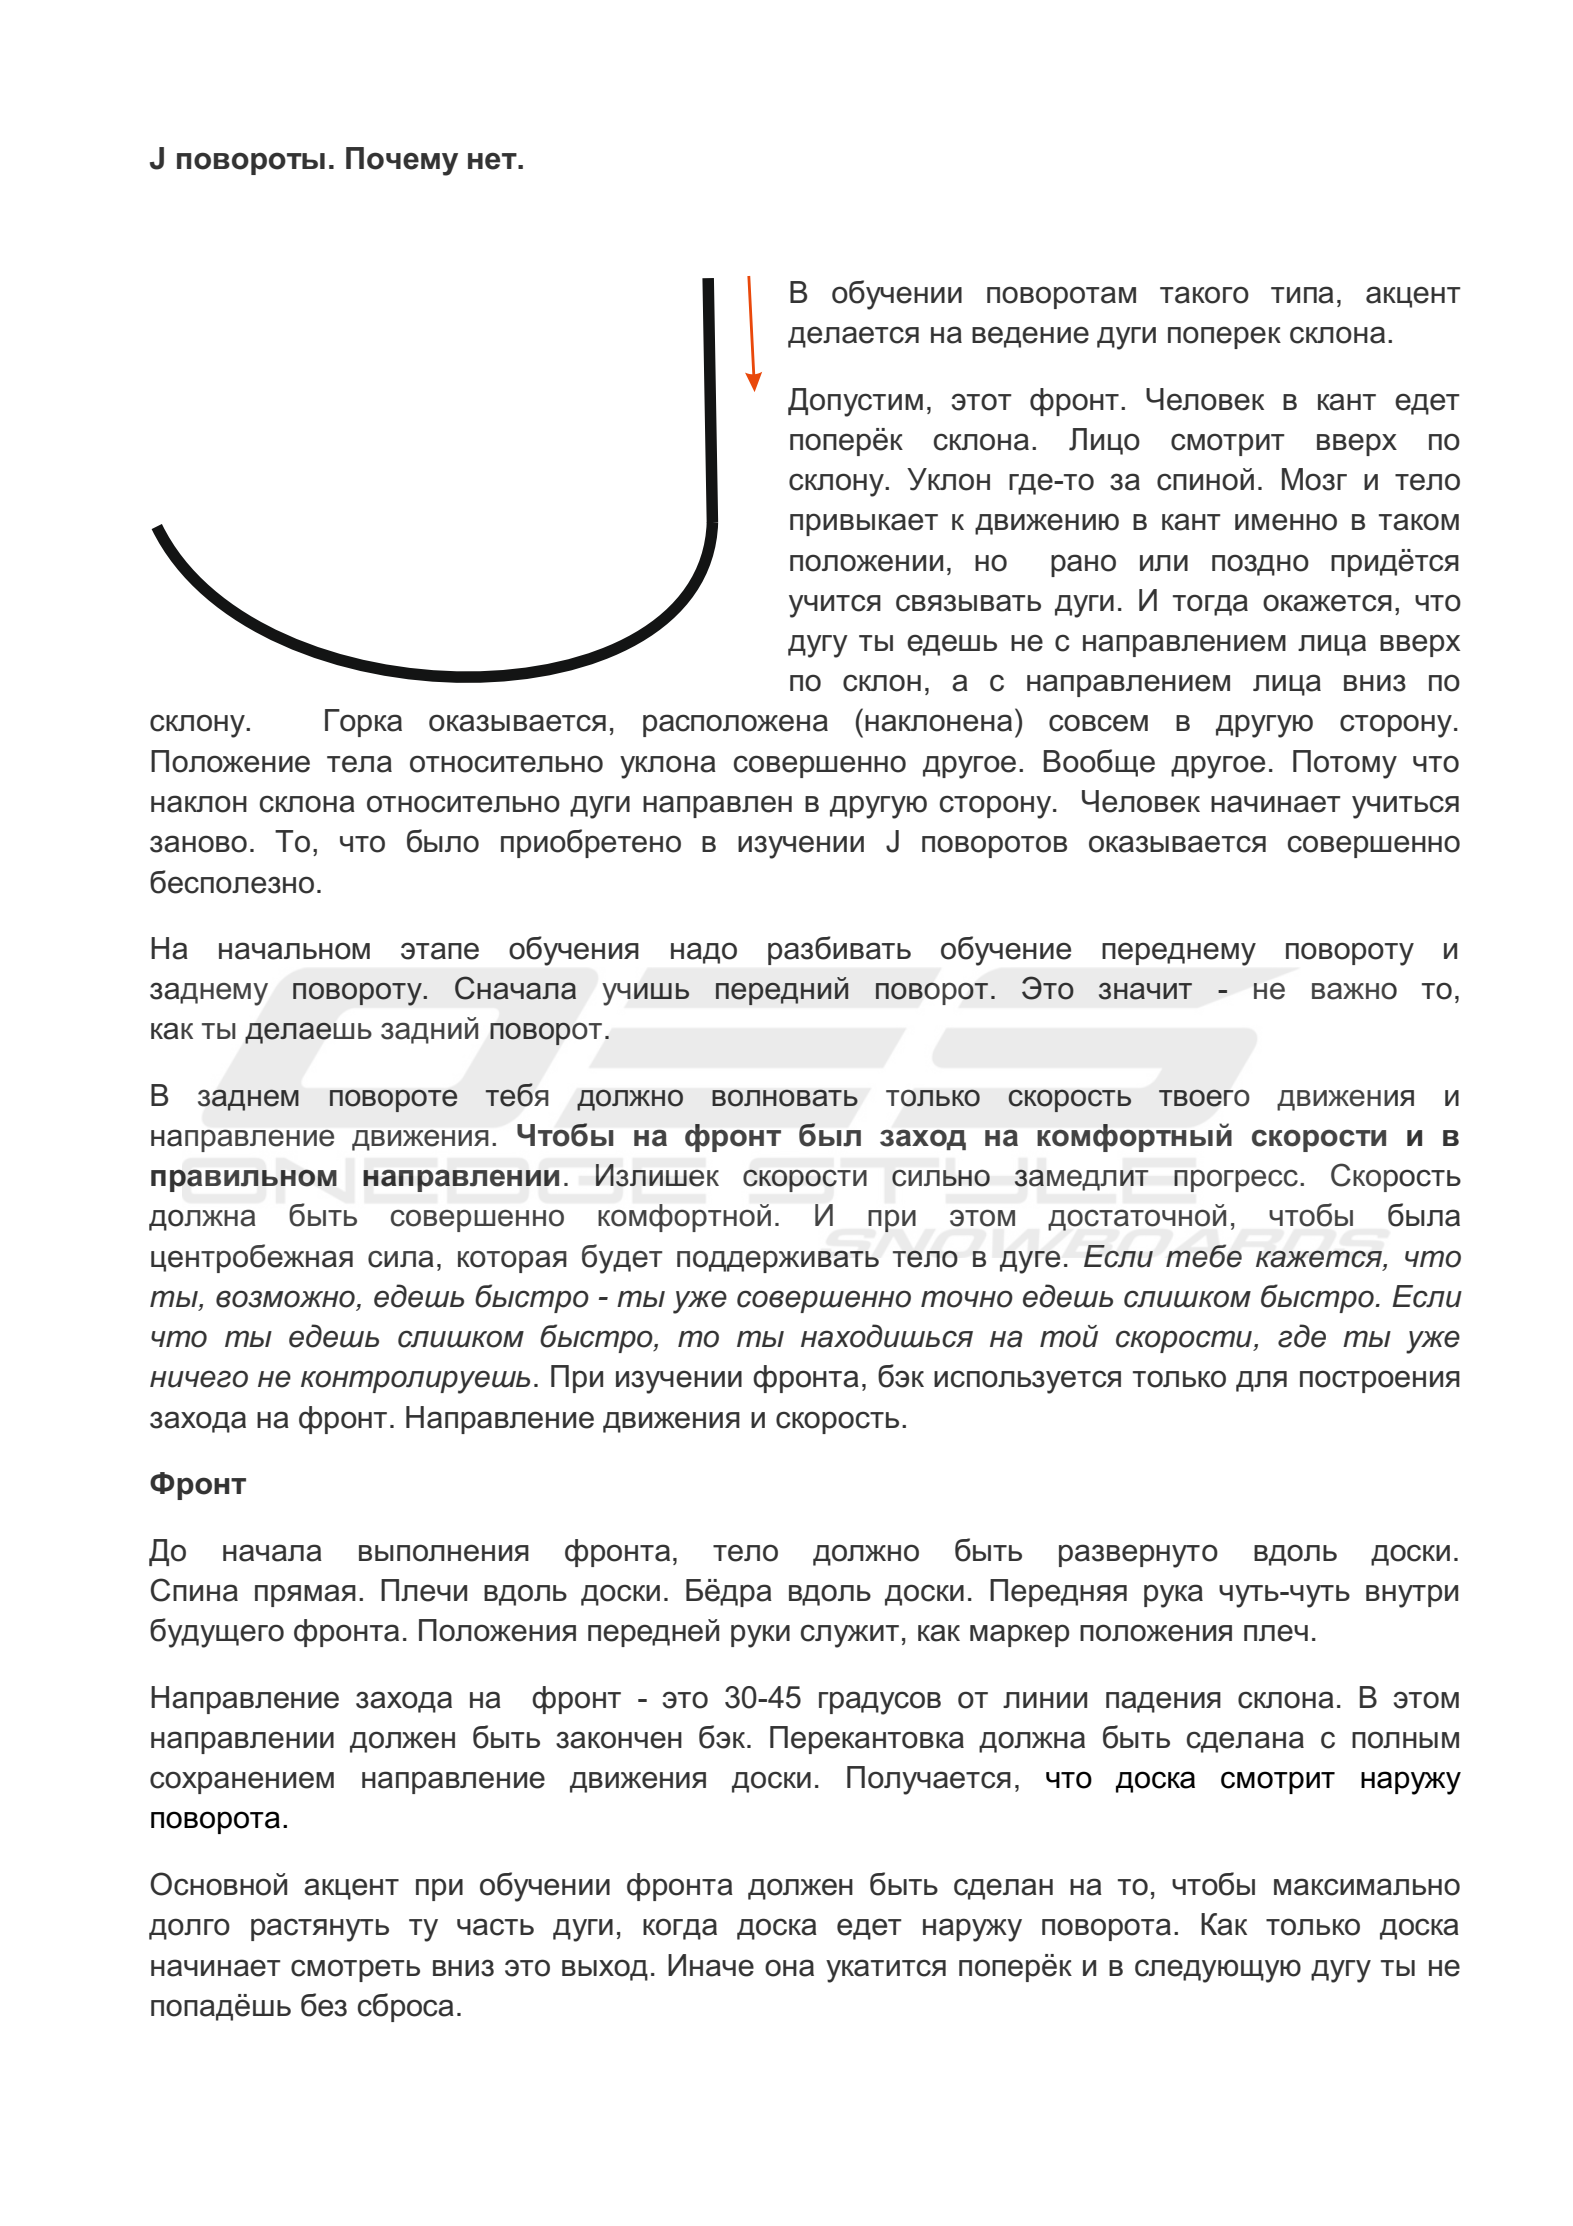 J повороты. Почему нет.
В обучении поворотам такого типа, акцент
делается на ведение дуги поперек склона.
Допустим, этот фронт. Человек в кант едет
поперёк склона. Лицо смотрит вверх по
склону. Уклон где-то за спиной. Мозг и тело
привыкает к движению в кант именно в таком
положении, но рано или поздно придётся
учится связывать дуги. И тогда окажется, что
дугу ты едешь не с направлением лица вверх
по склон, а с направлением лица вниз по
склону. Горка оказывается, расположена (наклонена) совсем в другую сторону.
Положение тела относительно уклона совершенно другое. Вообще другое. Потому что
наклон склона относительно дуги направлен в другую сторону. Человек начинает учиться
заново. То, что было приобретено в изучении J поворотов оказывается совершенно
бесполезно.
На начальном этапе обучения надо разбивать обучение переднему повороту и
заднему повороту. Сначала учишь передний поворот. Это значит - не важно то,
как ты делаешь задний поворот.
В заднем повороте тебя должно волновать только скорость твоего движения и
направление движения. Чтобы на фронт был заход на комфортный скорости и в
правильном направлении. Излишек скорости сильно замедлит прогресс. Скорость
должна быть совершенно комфортной. И при этом достаточной, чтобы была
центробежная сила, которая будет поддерживать тело в дуге. Если тебе кажется, что
ты, возможно, едешь быстро - ты уже совершенно точно едешь слишком быстро. Если
что ты едешь слишком быстро, то ты находишься на той скорости, где ты уже
ничего не контролируешь. При изучении фронта, бэк используется только для построения
захода на фронт. Направление движения и скорость.
Фронт
До начала выполнения фронта, тело должно быть развернуто вдоль доски.
Спина прямая. Плечи вдоль доски. Бёдра вдоль доски. Передняя рука чуть-чуть внутри
будущего фронта. Положения передней руки служит, как маркер положения плеч.
Направление захода на фронт - это 30-45 градусов от линии падения склона. В этом
направлении должен быть закончен бэк. Перекантовка должна быть сделана с полным
сохранением направление движения доски. Получается, что доска смотрит наружу
поворота.
Основной акцент при обучении фронта должен быть сделан на то, чтобы максимально
долго растянуть ту часть дуги, когда доска едет наружу поворота. Как только доска
начинает смотреть вниз это выход. Иначе она укатится поперёк и в следующую дугу ты не
попадёшь без сброса.
OES
ONEDGE STYLE
SNOWBOARDS